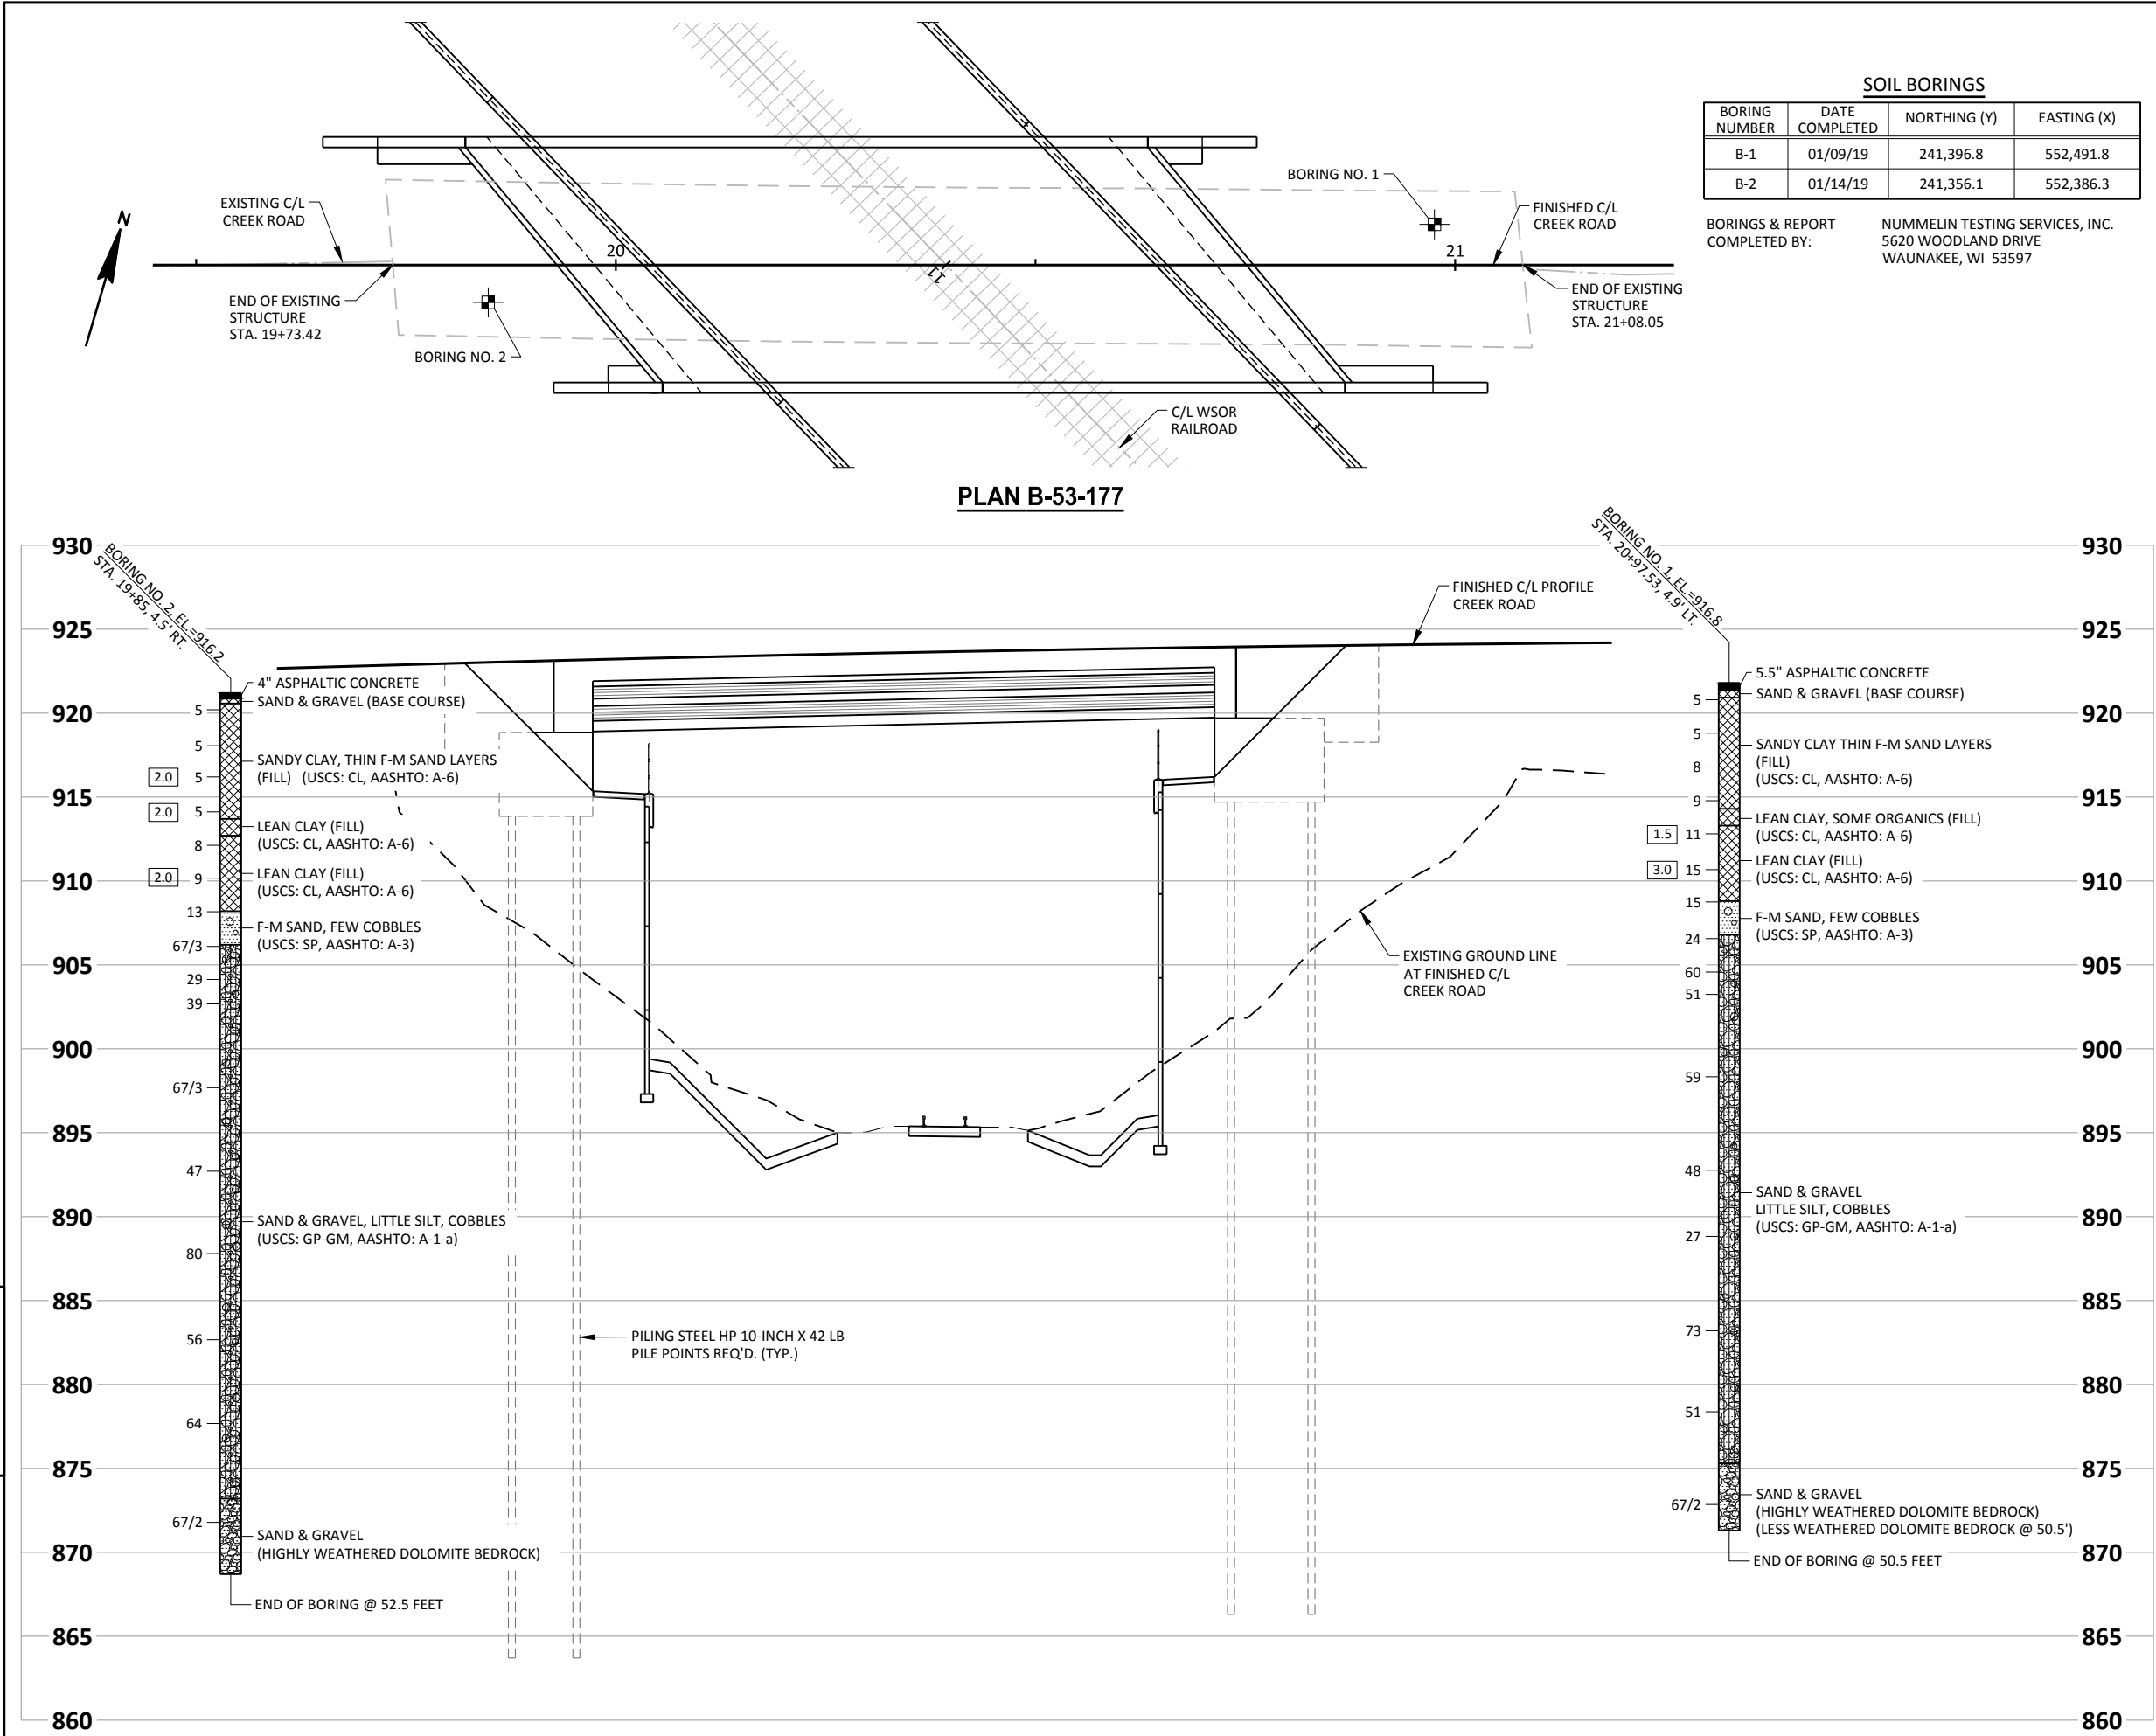 SOIL BORINGS
BORING NUMBER DATE COMPLETED NORTHING (Y) EASTING (X)
B-1 01/09/19 241,396.8 552,491.8
B-2 01/14/19 241,356.1 552,386.3
BORINGS & REPORT
COMPLETED BY:
NUMMELIN TESTING SERVICES, INC.
5620 WOODLAND DRIVE
WAUNAKEE, WI 53597
N
EXISTING C/L
CREEK ROAD
END OF EXISTING
STRUCTURE
STA. 19+73.42
BORING NO. 2
20
11
BORING NO. 1
FINISHED C/L
CREEK ROAD
21
END OF EXISTING
STRUCTURE
STA. 21+08.05
C/L WSOR
RAILROAD
PLAN B-53-177
930
925
920
915
910
905
900
895
890
885
880
875
870
865
860
BORING NO. 2, EL.=916.2
STA. 19+85, 4.5' RT.
4" ASPHALTIC CONCRETE
SAND & GRAVEL (BASE COURSE)
SANDY CLAY, THIN F-M SAND LAYERS
(FILL) (USCS: CL, AASHTO: A-6)
LEAN CLAY (FILL)
(USCS: CL, AASHTO: A-6)
LEAN CLAY (FILL)
(USCS: CL, AASHTO: A-6)
F-M SAND, FEW COBBLES
(USCS: SP, AASHTO: A-3)
SAND & GRAVEL, LITTLE SILT, COBBLES
(USCS: GP-GM, AASHTO: A-1-a)
SAND & GRAVEL
(HIGHLY WEATHERED DOLOMITE BEDROCK)
END OF BORING @ 52.5 FEET
5
5
2.0 5
2.0 5
8
2.0 9
13
67/3
29
39
67/3
47
80
56
64
67/2
FINISHED C/L PROFILE
CREEK ROAD
EXISTING GROUND LINE
AT FINISHED C/L
CREEK ROAD
PILING STEEL HP 10-INCH X 42 LB
PILE POINTS REQ'D. (TYP.)
BORING NO. 1, EL.=916.8
STA. 20+97.53, 4.9' LT.
5
5
8
9
1.5 11
3.0 15
15
24
60
51
59
48
27
73
51
67/2
5.5" ASPHALTIC CONCRETE
SAND & GRAVEL (BASE COURSE)
SANDY CLAY THIN F-M SAND LAYERS
(FILL)
(USCS: CL, AASHTO: A-6)
LEAN CLAY, SOME ORGANICS (FILL)
(USCS: CL, AASHTO: A-6)
LEAN CLAY (FILL)
(USCS: CL, AASHTO: A-6)
F-M SAND, FEW COBBLES
(USCS: SP, AASHTO: A-3)
SAND & GRAVEL
LITTLE SILT, COBBLES
(USCS: GP-GM, AASHTO: A-1-a)
SAND & GRAVEL
(HIGHLY WEATHERED DOLOMITE BEDROCK)
(LESS WEATHERED DOLOMITE BEDROCK @ 50.5')
END OF BORING @ 50.5 FEET
930
925
920
915
910
905
900
895
890
885
880
875
870
865
860